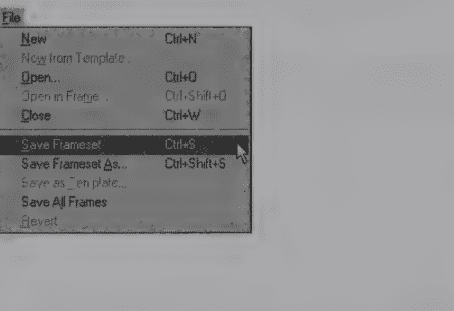 File
New Ctrl+N
New from Template...
Open... Ctrl+O
Open in Frame... Ctrl+Shift+O
Close Ctrl+W
Save Frameset Ctrl+S
Save Frameset As... Ctrl+Shift+S
Save as Template...
Save All Frames
Revert